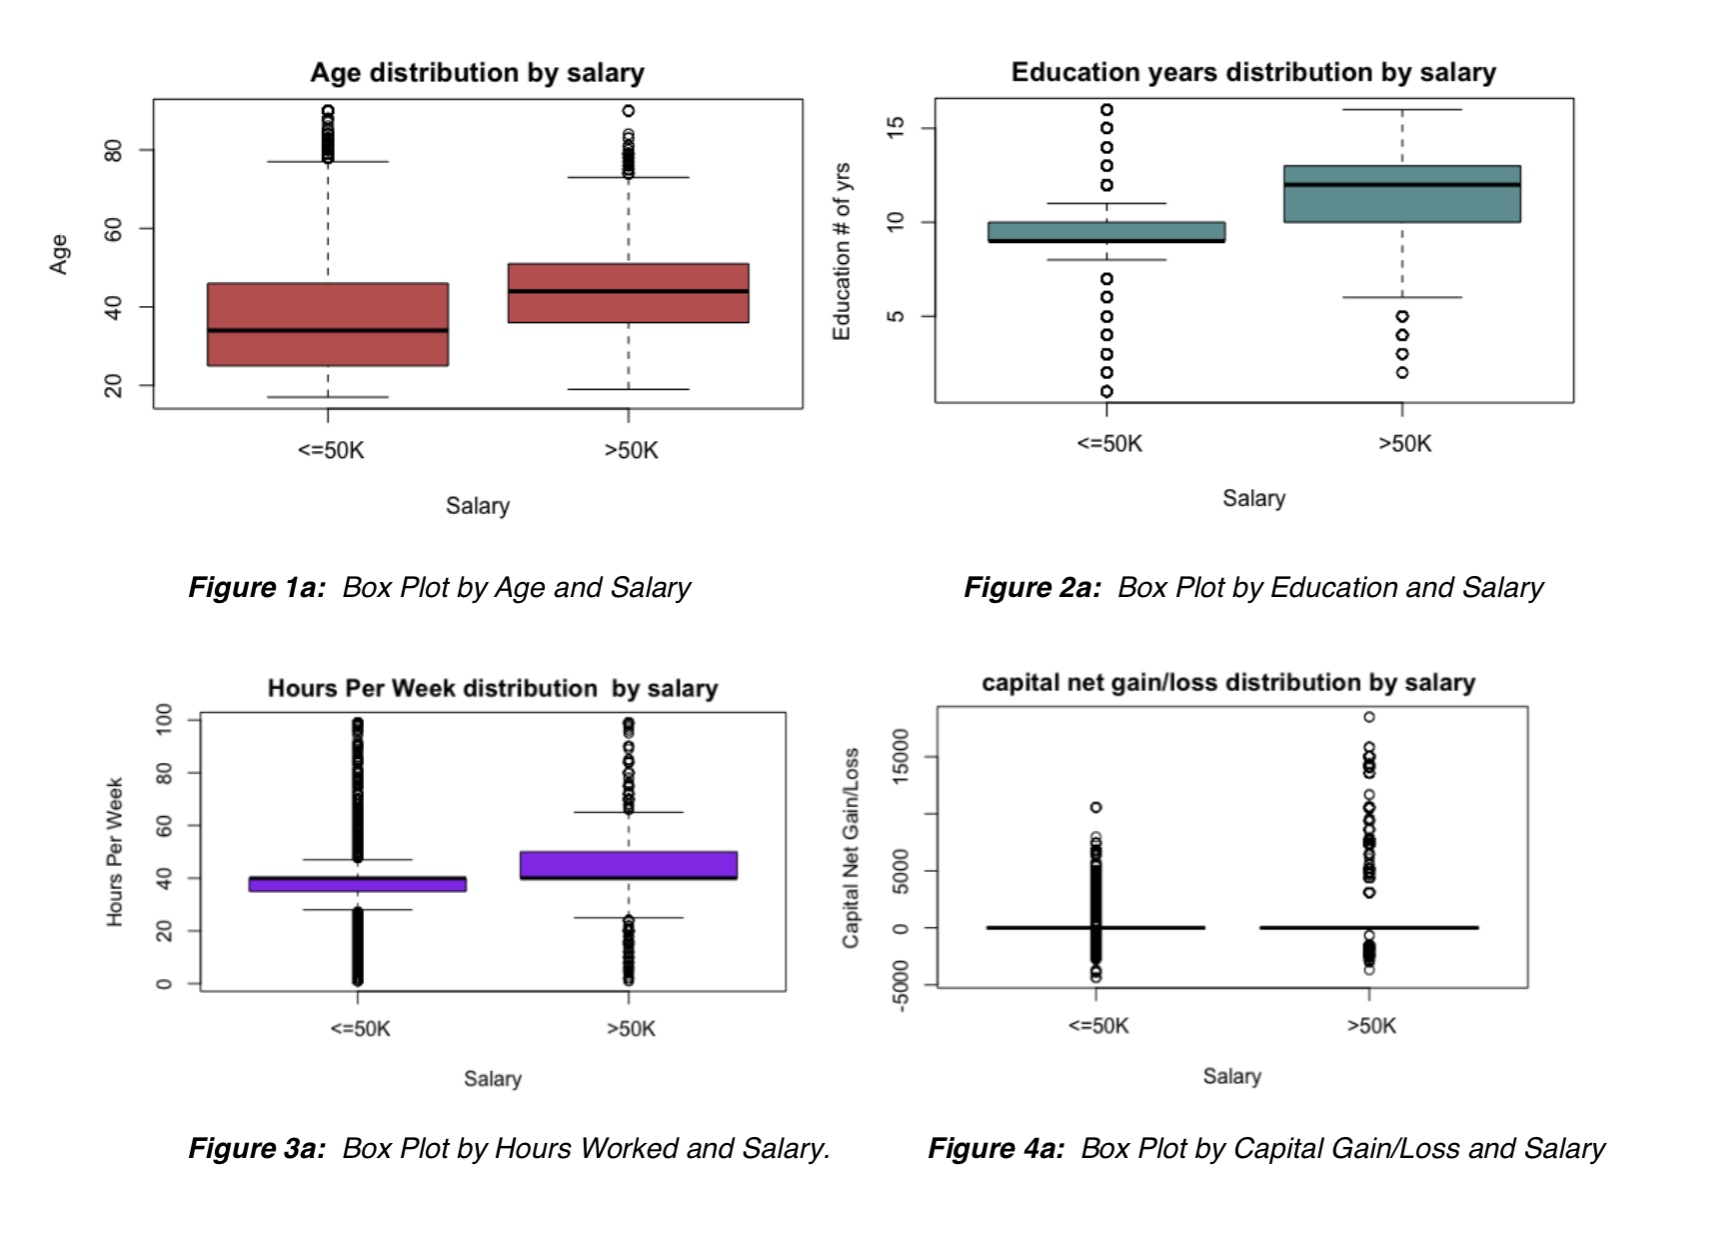 Age distribution by salary
Age
80
60
40
20
<=50K >50K
Salary
Figure 1a: Box Plot by Age and Salary
Education years distribution by salary
Education # of yrs
15
10
5
<=50K >50K
Salary
Figure 2a: Box Plot by Education and Salary
Hours Per Week distribution by salary
Hours Per Week
100
80
60
40
20
0
<=50K >50K
Salary
Figure 3a: Box Plot by Hours Worked and Salary.
capital net gain/loss distribution by salary
Capital Net Gain/Loss
15000
5000
0
-5000
<=50K >50K
Salary
Figure 4a: Box Plot by Capital Gain/Loss and Salary